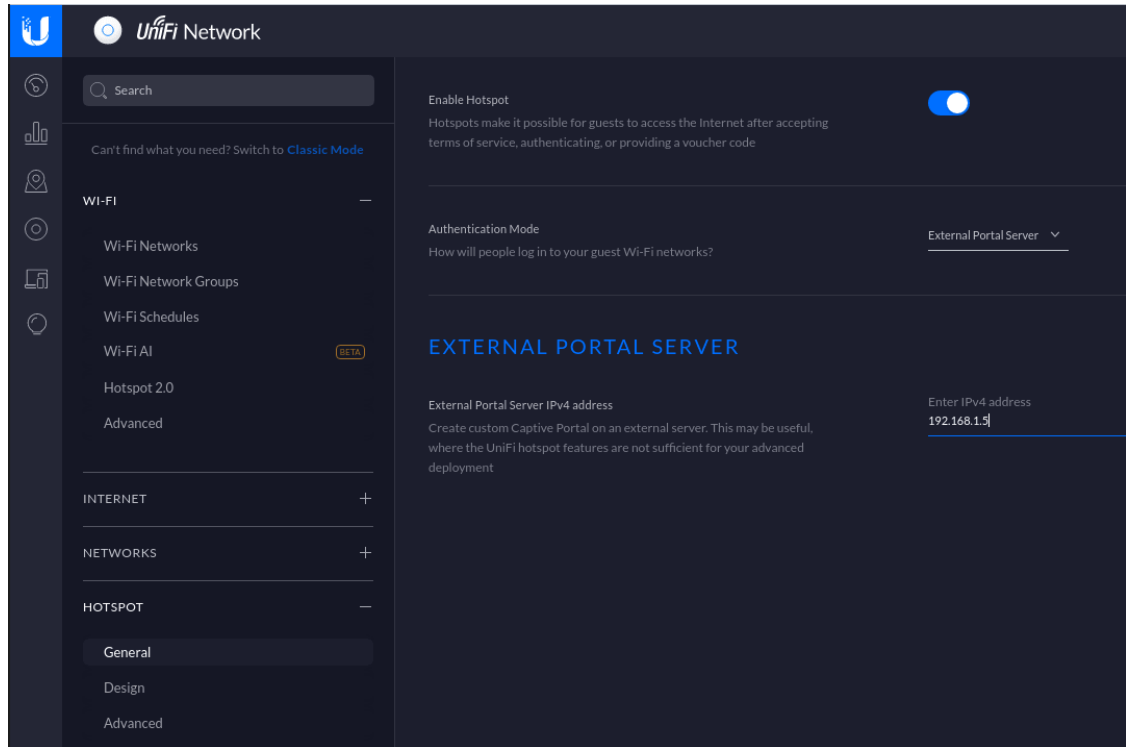 UniFi Network
Search
Can't find what you need? Switch to Classic Mode
WI-FI
Wi-Fi Networks
Wi-Fi Network Groups
Wi-Fi Schedules
Wi-Fi AI BETA
Hotspot 2.0
Advanced
INTERNET
NETWORKS
HOTSPOT
General
Design
Advanced
Enable Hotspot
Hotspots make it possible for guests to access the Internet after accepting
terms of service, authenticating, or providing a voucher code
Authentication Mode
How will people log in to your guest Wi-Fi networks?
External Portal Server
EXTERNAL PORTAL SERVER
External Portal Server IPv4 address
Create custom Captive Portal on an external server. This may be useful,
where the UniFi hotspot features are not sufficient for your advanced
deployment
Enter IPv4 address
192.168.1.5